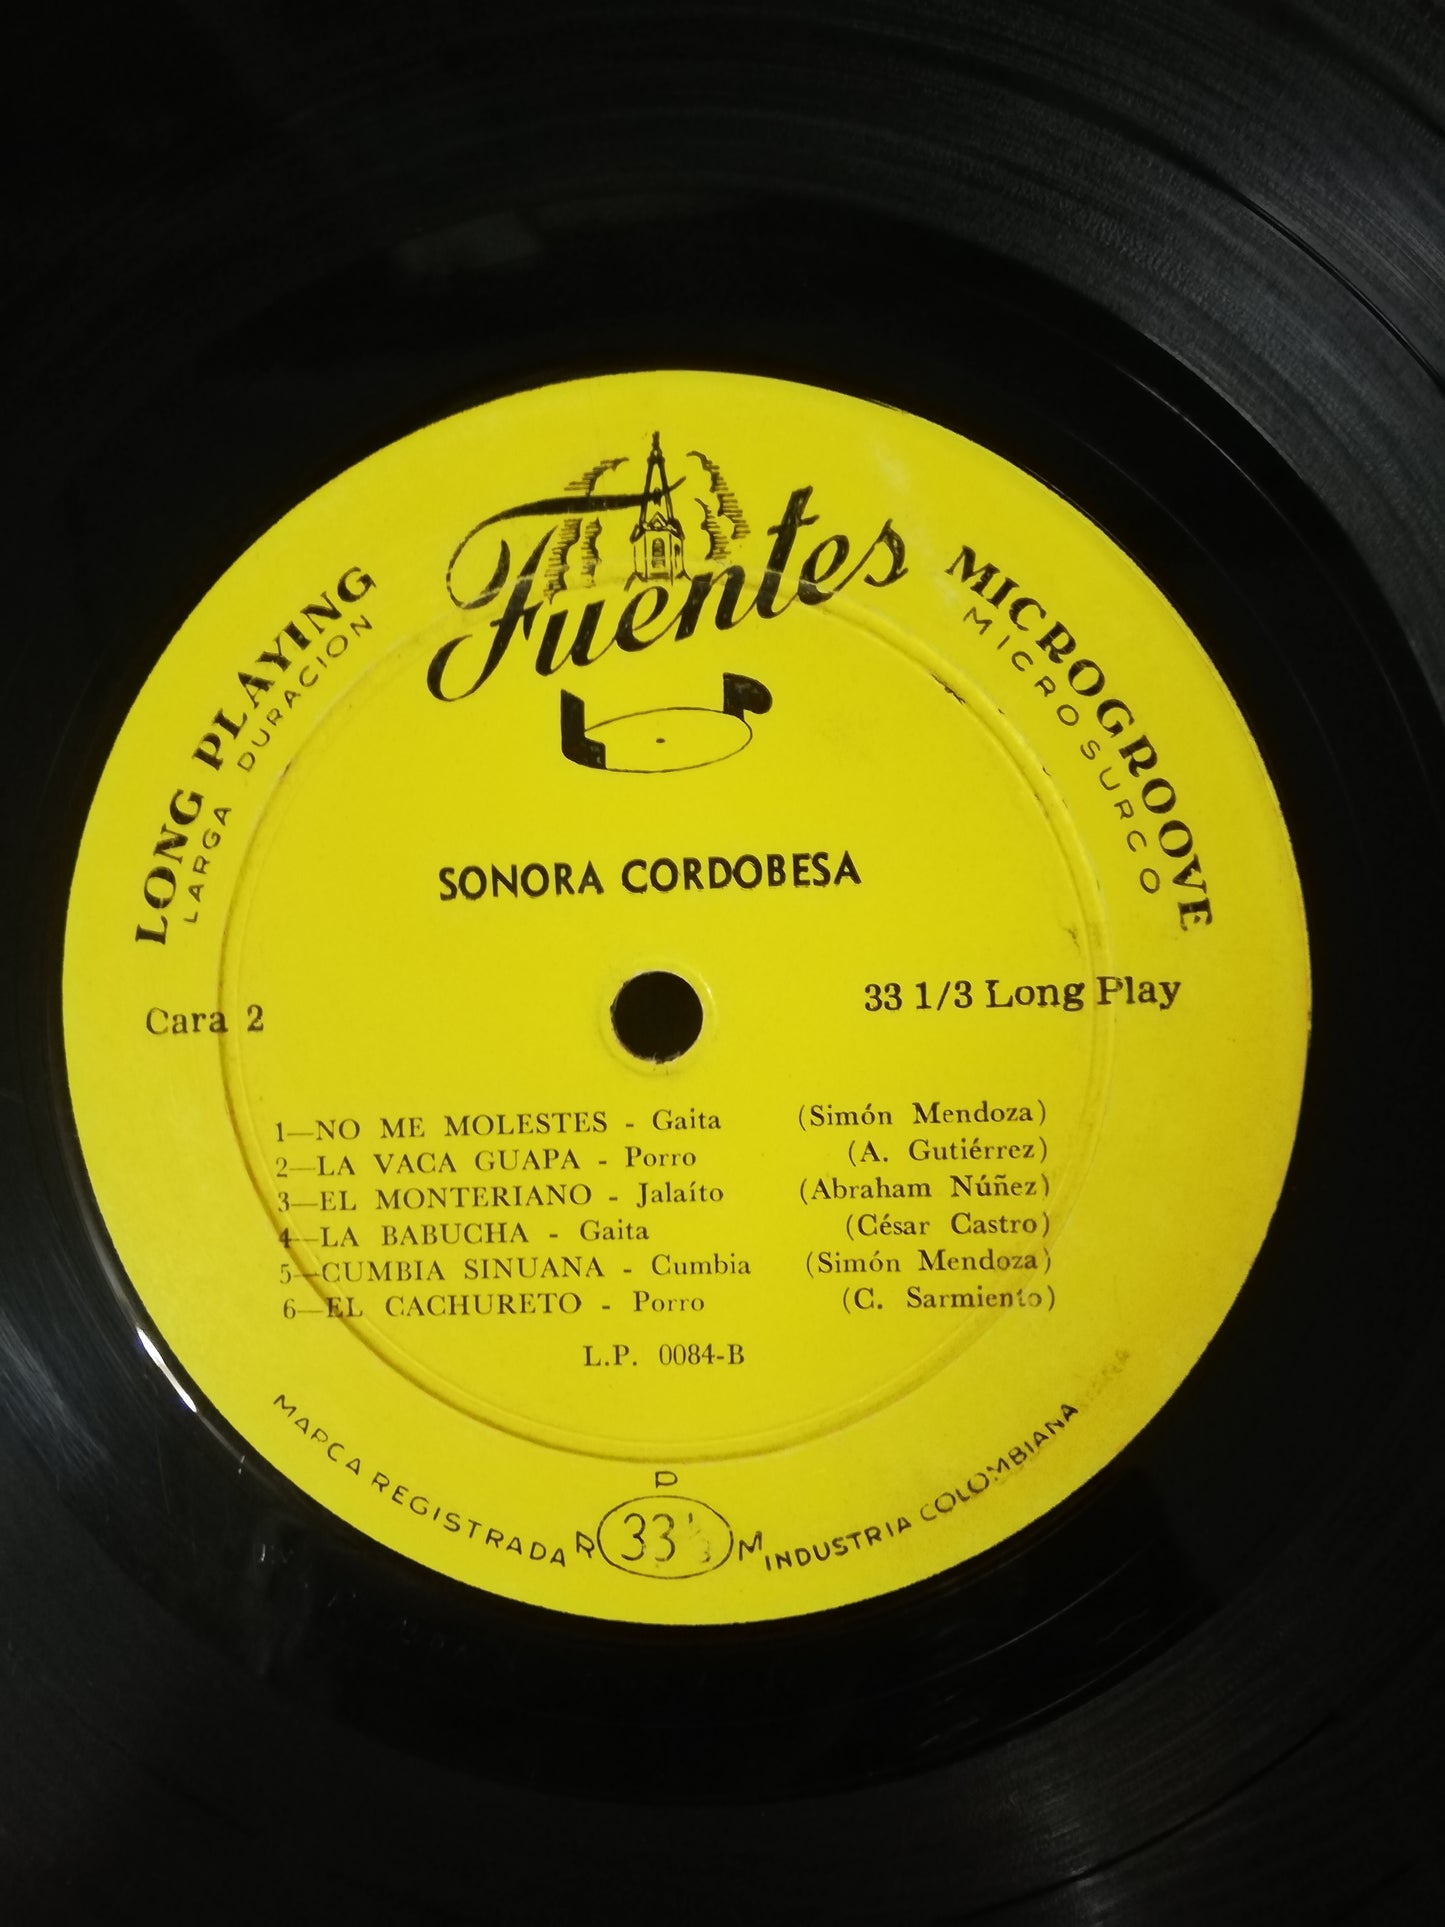 Fuentes
LONG PLAYING
LARGA DURACION
MICROGROOVE
MICROSURCO
L P
SONORA CORDOBESA
Cara 2
33 1/3 Long Play
1—NO ME MOLESTES - Gaita (Simón Mendoza)
2—LA VACA GUAPA - Porro (A. Gutiérrez)
3—EL MONTERIANO - Jalaíto (Abraham Núñez)
4—LA BABUCHA - Gaita (César Castro)
5—CUMBIA SINUANA - Cumbia (Simón Mendoza)
6—EL CACHURETO - Porro (C. Sarmiento)
L.P. 0084-B
MARCA REGISTRADA
R P M
33 ⅓
INDUSTRIA COLOMBIANA